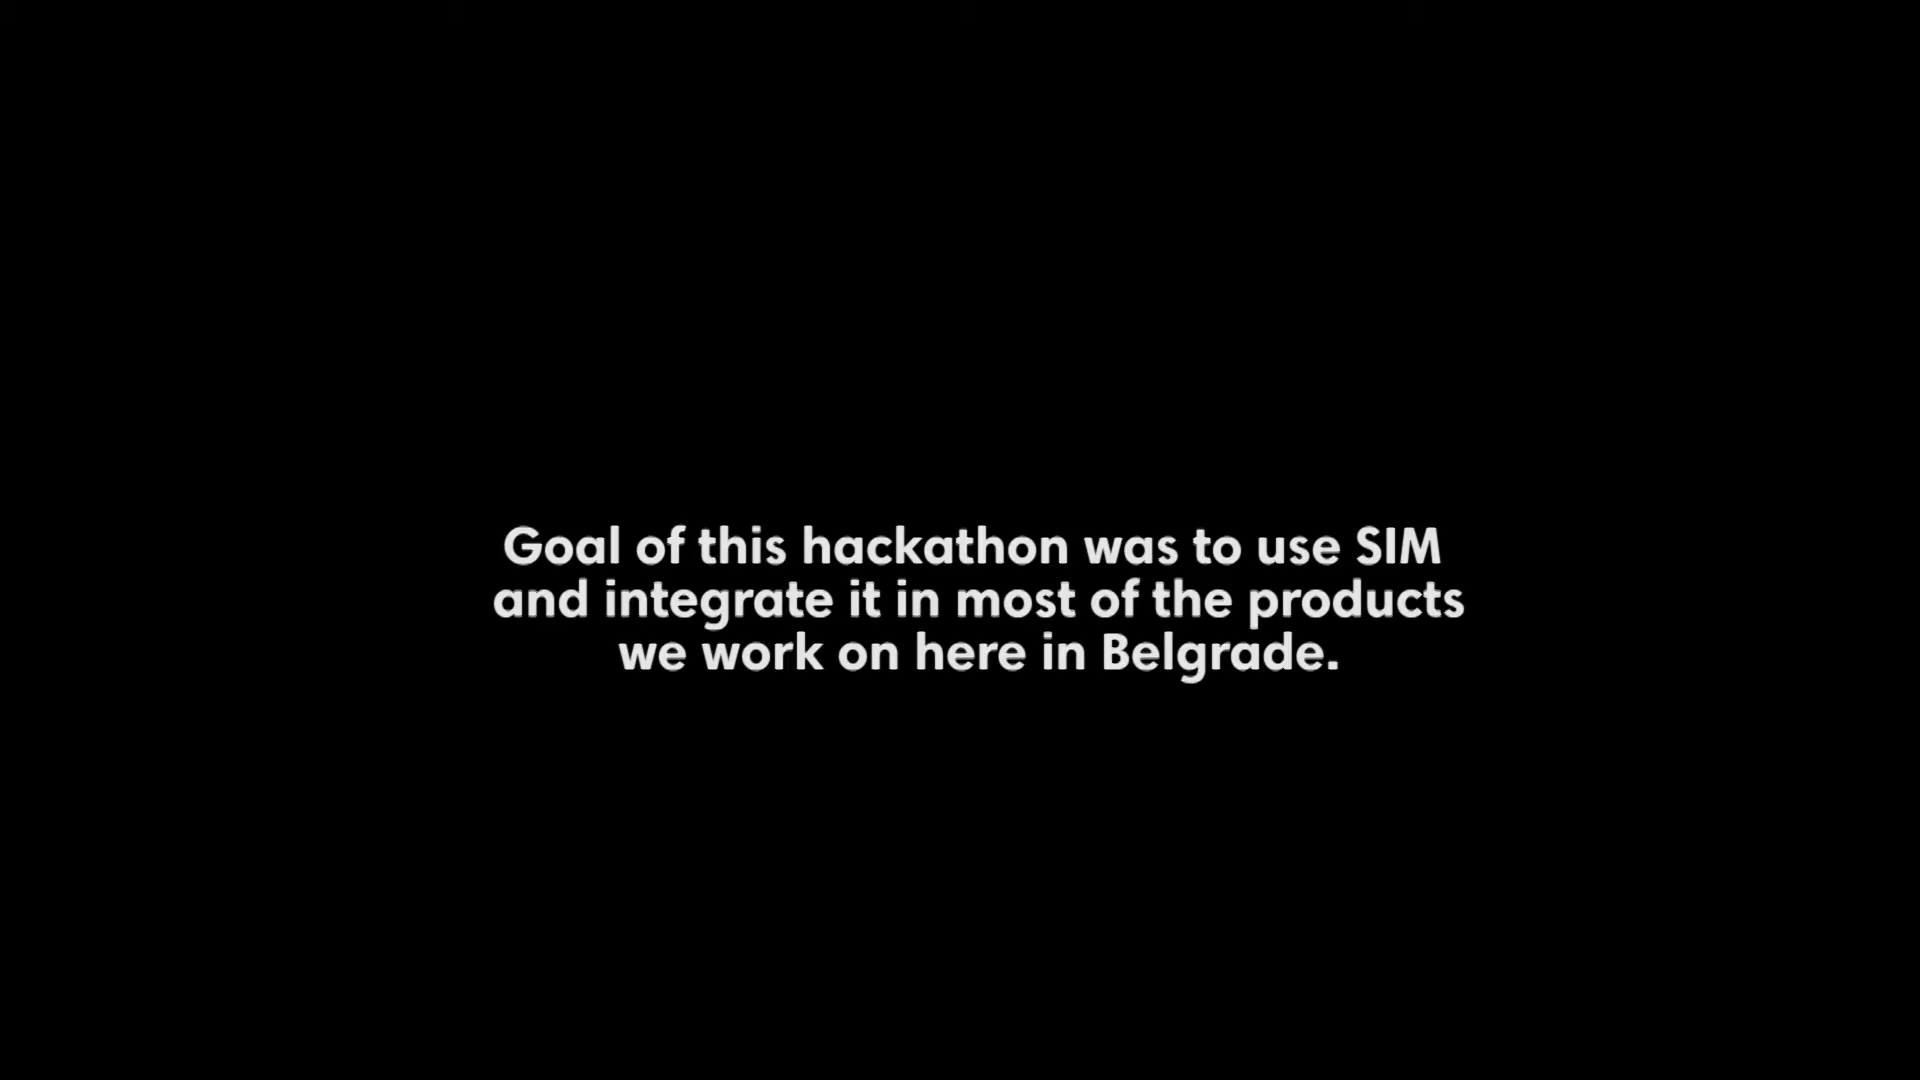 Goal of this hackathon was to use SIM
and integrate it in most of the products
we work on here in Belgrade.